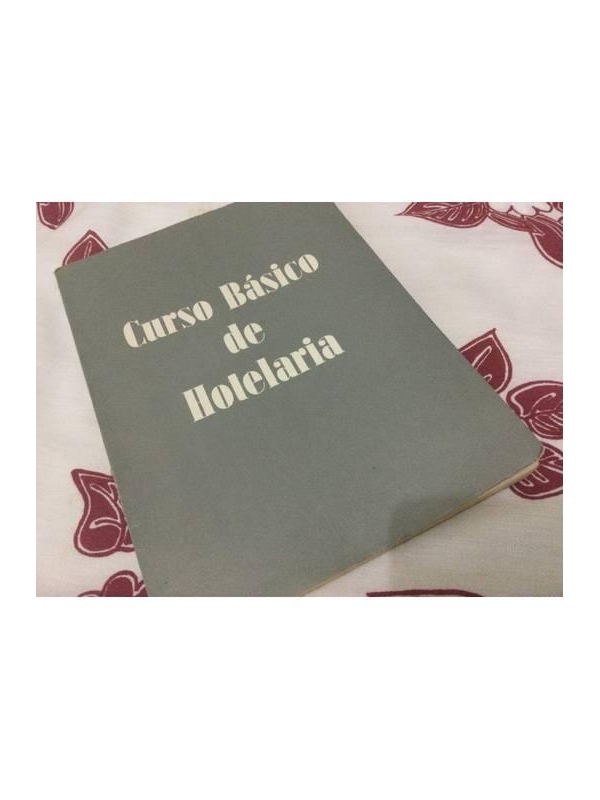 Curso Básico
de
Hotelaria